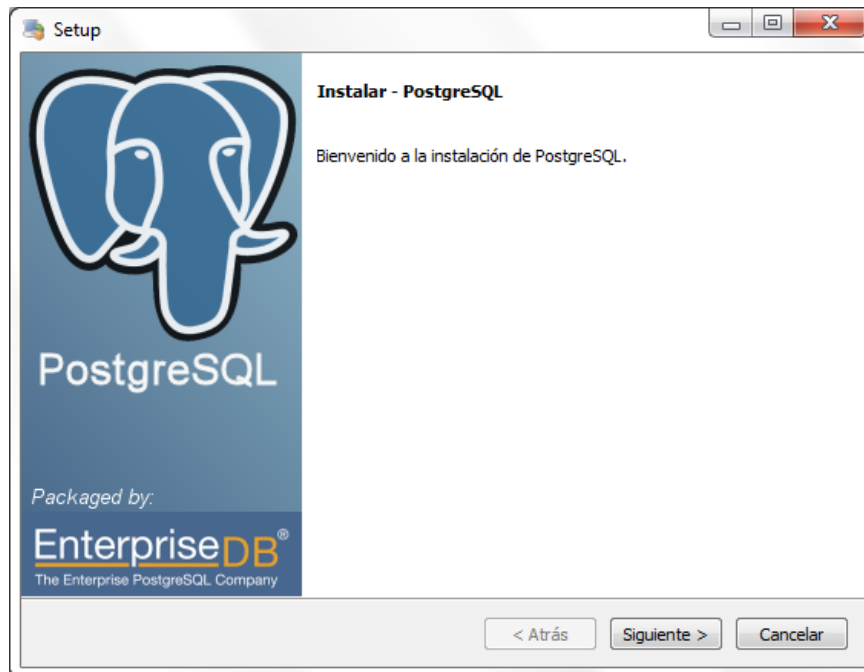 Setup
Instalar - PostgreSQL
Bienvenido a la instalación de PostgreSQL.
PostgreSQL
Packaged by:
EnterpriseDB®
The Enterprise PostgreSQL Company
< Atrás
Siguiente >
Cancelar